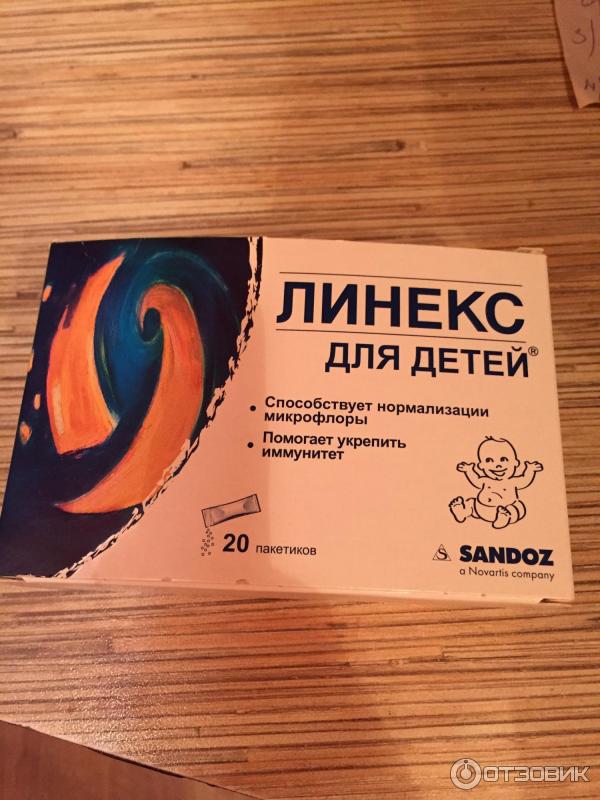 ЛИНЕКС
ДЛЯ ДЕТЕЙ®
• Способствует нормализации
микрофлоры
• Помогает укрепить
иммунитет
20 пакетиков
S SANDOZ
a Novartis company
ОТЗОВИК